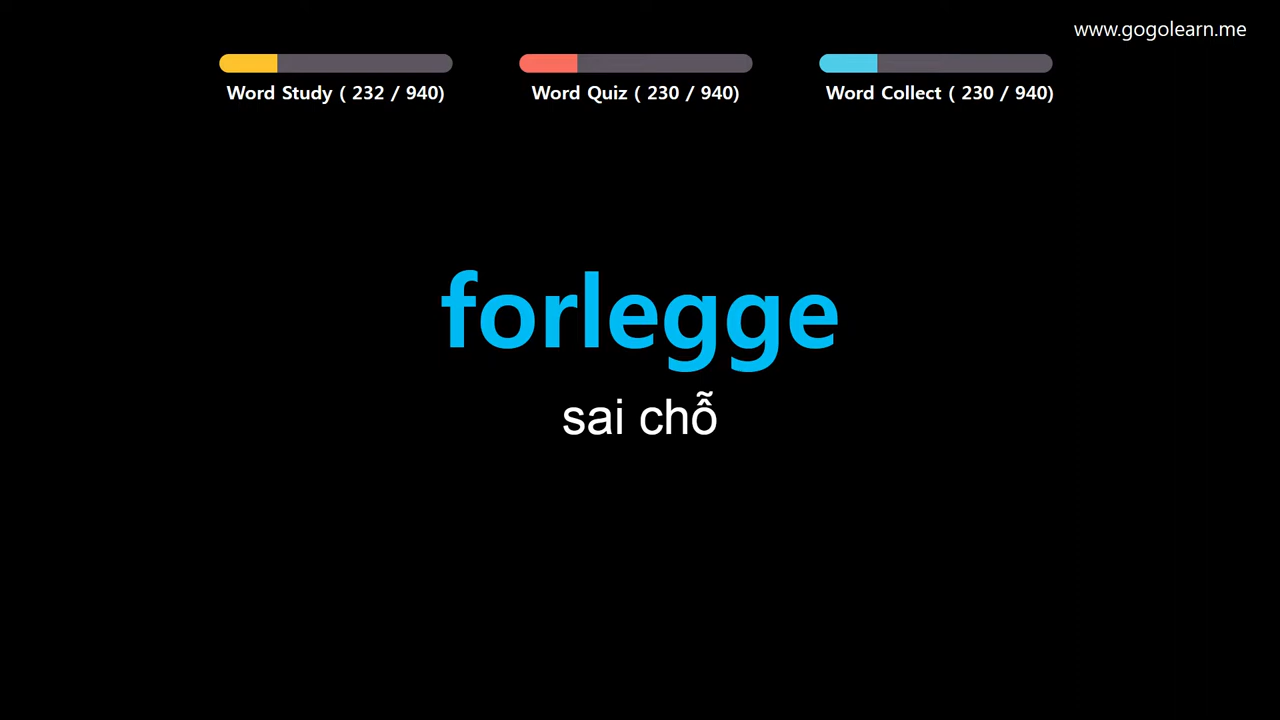 www.gogolearn.me
Word Study ( 232 / 940)
Word Quiz ( 230 / 940)
Word Collect ( 230 / 940)
forlegge
sai chỗ